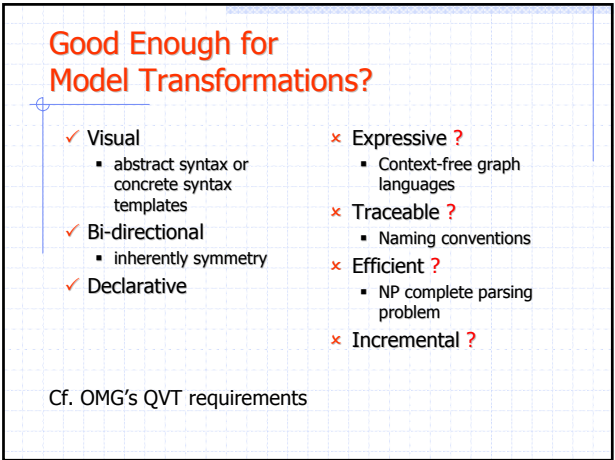 Good Enough for
Model Transformations?
✓ Visual
▪ abstract syntax or
concrete syntax
templates
✓ Bi-directional
▪ inherently symmetry
✓ Declarative
× Expressive ?
▪ Context-free graph
languages
× Traceable ?
▪ Naming conventions
× Efficient ?
▪ NP complete parsing
problem
× Incremental ?
Cf. OMG's QVT requirements